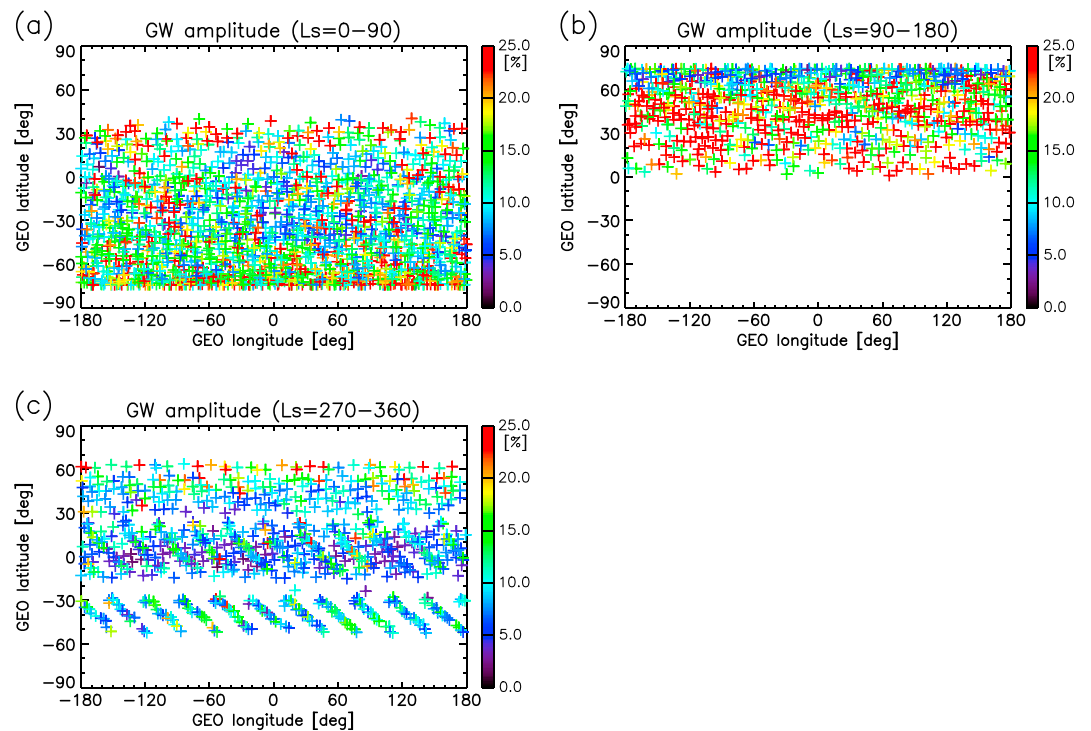 (a)
GW amplitude (Ls=0−90)
90
60
30
0
−30
−60
−90
GEO latitude [deg]
−180 −120 −60 0 60 120 180
GEO longitude [deg]
25.0
[%]
20.0
15.0
10.0
5.0
0.0
(b)
GW amplitude (Ls=90−180)
90
60
30
0
−30
−60
−90
GEO latitude [deg]
−180 −120 −60 0 60 120 180
GEO longitude [deg]
25.0
[%]
20.0
15.0
10.0
5.0
0.0
(c)
GW amplitude (Ls=270−360)
90
60
30
0
−30
−60
−90
GEO latitude [deg]
−180 −120 −60 0 60 120 180
GEO longitude [deg]
25.0
[%]
20.0
15.0
10.0
5.0
0.0